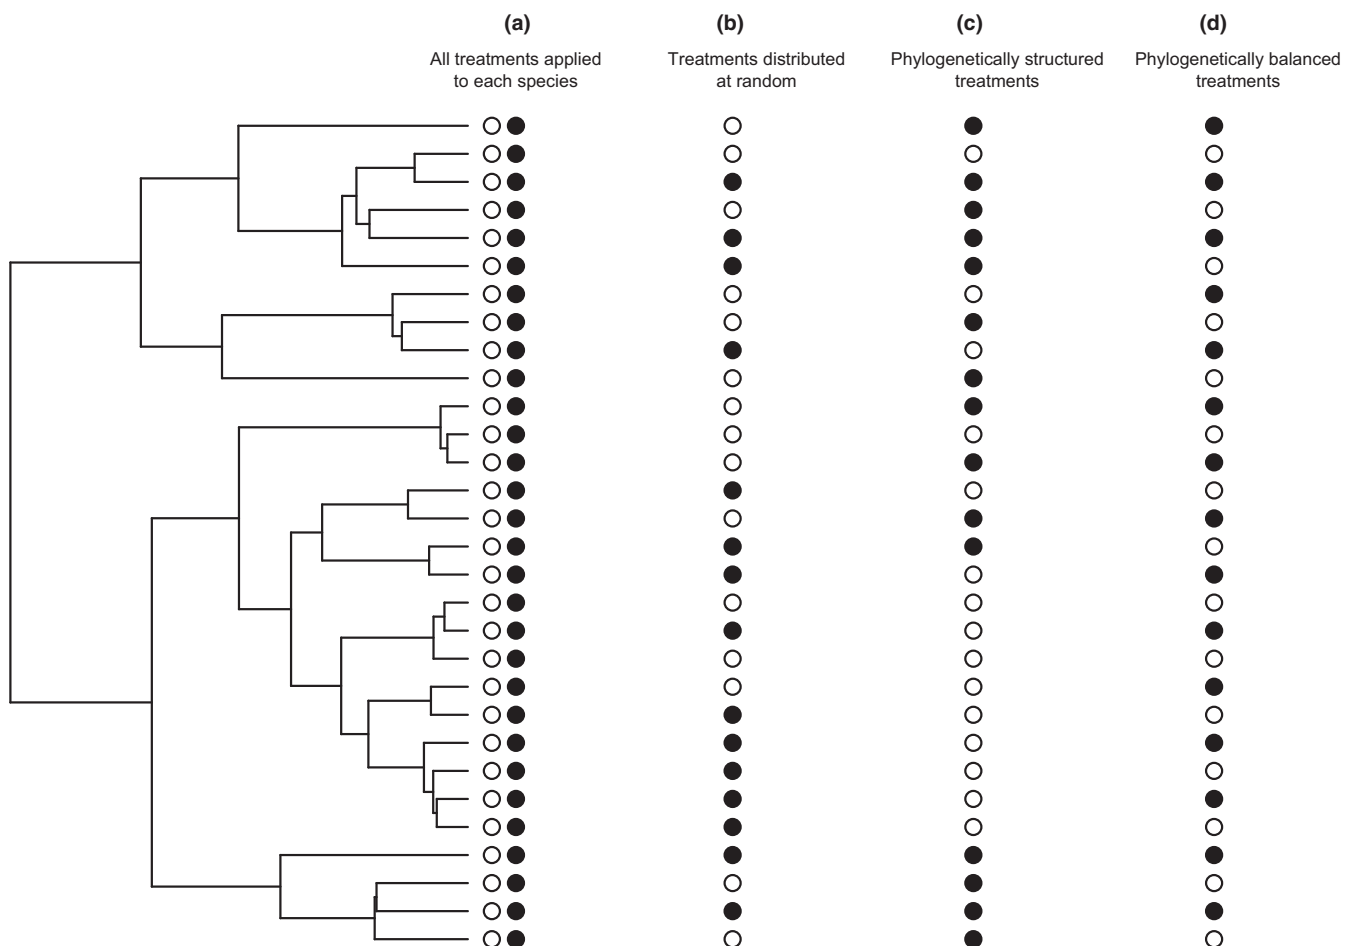 (a)
All treatments applied
to each species
(b)
Treatments distributed
at random
(c)
Phylogenetically structured
treatments
(d)
Phylogenetically balanced
treatments